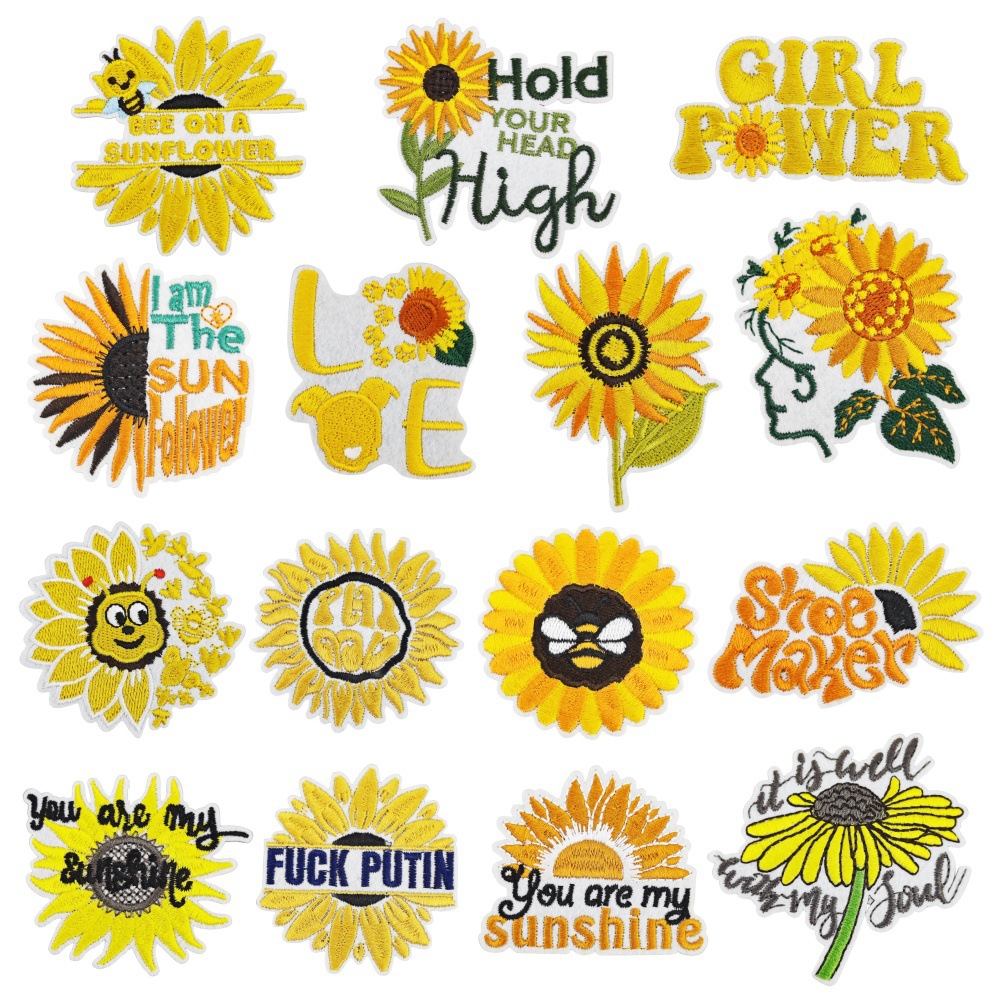 BEE ON A
SUNFLOWER
Hold
YOUR
HEAD
High
GIRL
POWER
I am
The
SUN
Follower
LOVE
Shoe
Maker
You are my
sunshine
FUCK PUTIN
You are my
sunshine
it is well
with my Soul